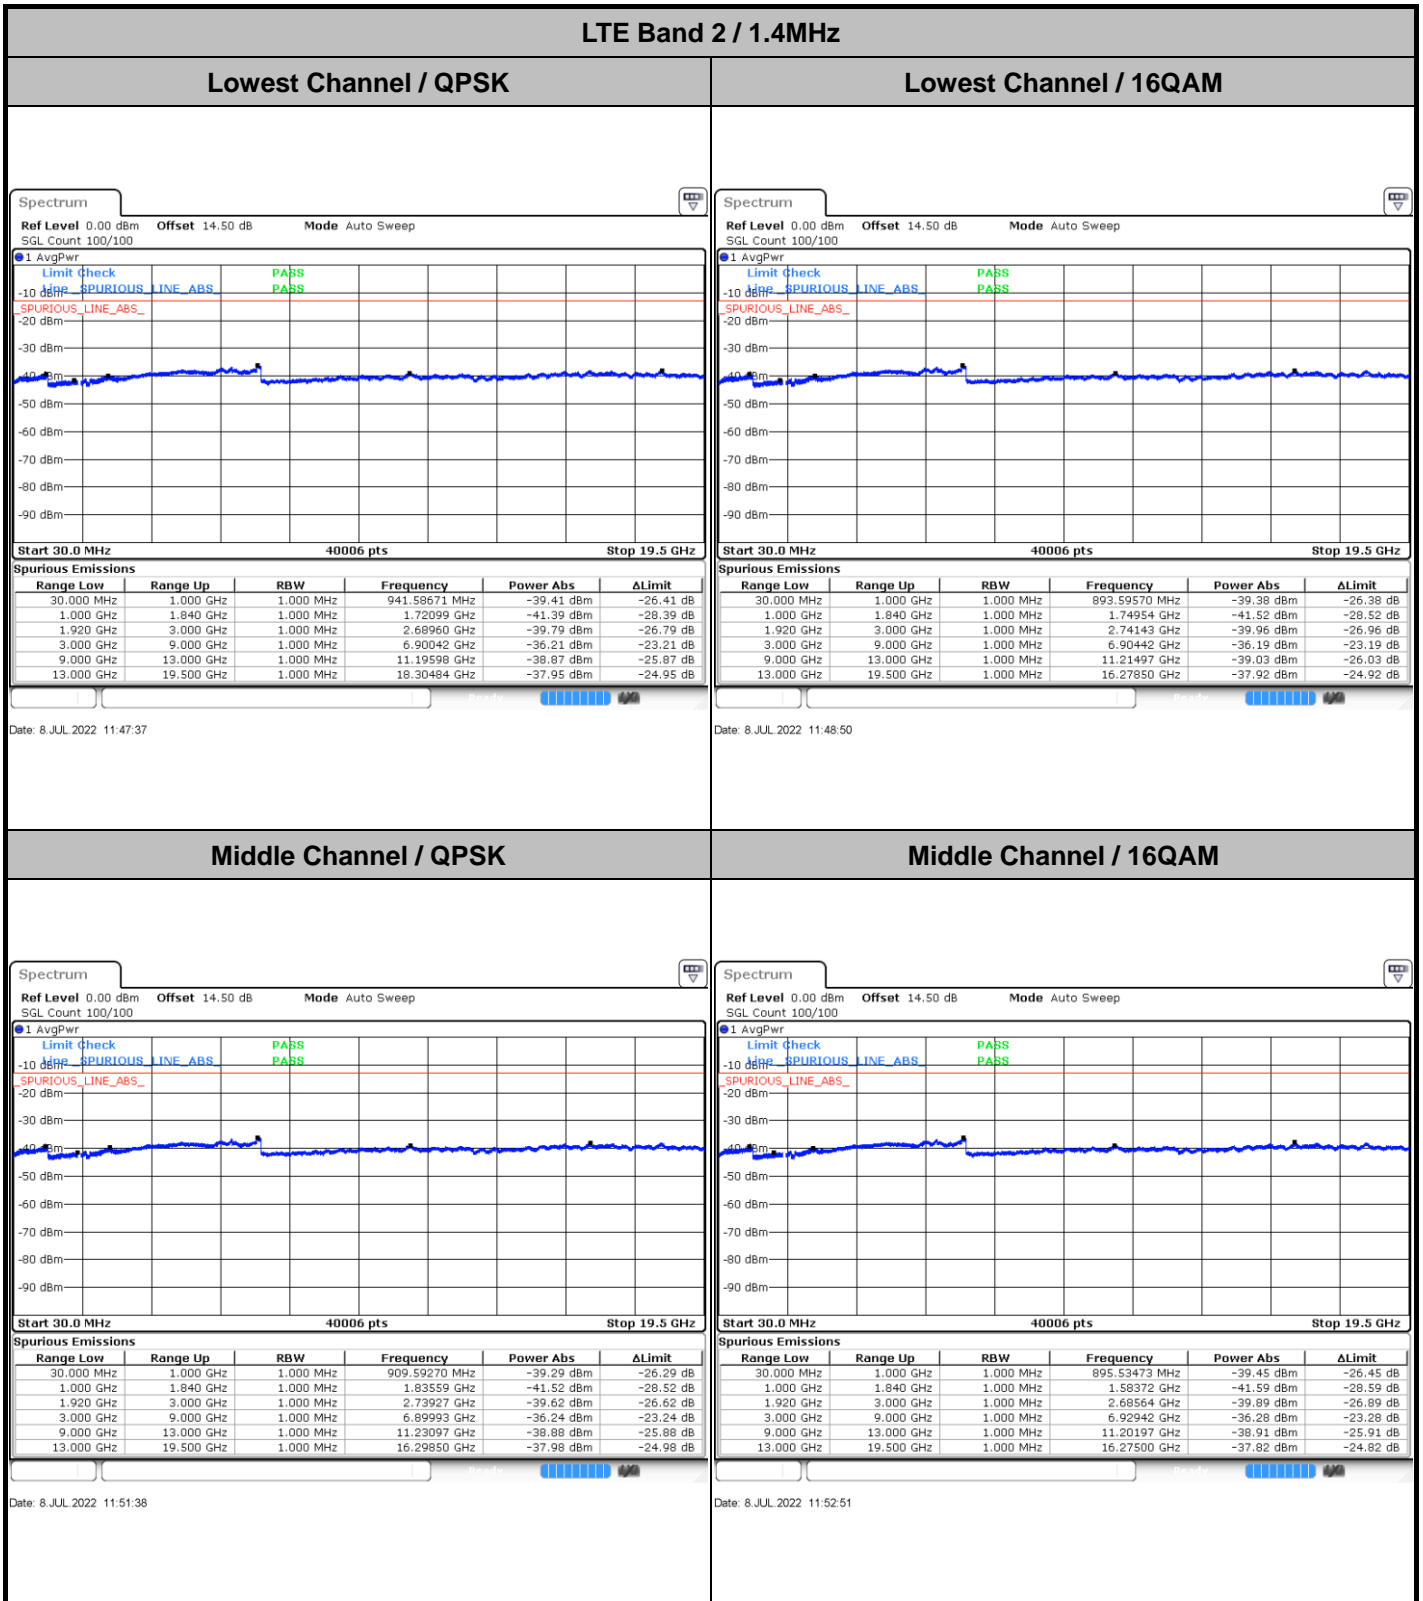 LTE Band 2 / 1.4MHz
Lowest Channel / QPSK
Lowest Channel / 16QAM
Spectrum
Ref Level 0.00 dBm Offset 14.50 dB Mode Auto Sweep
SGL Count 100/100
1 AvgPwr
Limit Check PASS
Line _SPURIOUS_LINE_ABS_ PASS
-10 dBm
_SPURIOUS_LINE_ABS_
-20 dBm
-30 dBm
-40 dBm
-50 dBm
-60 dBm
-70 dBm
-80 dBm
-90 dBm
Start 30.0 MHz 40006 pts Stop 19.5 GHz
Spurious Emissions
Range Low Range Up RBW Frequency Power Abs ΔLimit
30.000 MHz 1.000 GHz 1.000 MHz 941.58671 MHz -39.41 dBm -26.41 dB
1.000 GHz 1.840 GHz 1.000 MHz 1.72099 GHz -41.39 dBm -28.39 dB
1.920 GHz 3.000 GHz 1.000 MHz 2.68960 GHz -39.79 dBm -26.79 dB
3.000 GHz 9.000 GHz 1.000 MHz 6.90042 GHz -36.21 dBm -23.21 dB
9.000 GHz 13.000 GHz 1.000 MHz 11.19598 GHz -38.87 dBm -25.87 dB
13.000 GHz 19.500 GHz 1.000 MHz 18.30484 GHz -37.95 dBm -24.95 dB
Ready
Date: 8.JUL.2022 11:47:37
Spectrum
Ref Level 0.00 dBm Offset 14.50 dB Mode Auto Sweep
SGL Count 100/100
1 AvgPwr
Limit Check PASS
Line _SPURIOUS_LINE_ABS_ PASS
-10 dBm
_SPURIOUS_LINE_ABS_
-20 dBm
-30 dBm
-40 dBm
-50 dBm
-60 dBm
-70 dBm
-80 dBm
-90 dBm
Start 30.0 MHz 40006 pts Stop 19.5 GHz
Spurious Emissions
Range Low Range Up RBW Frequency Power Abs ΔLimit
30.000 MHz 1.000 GHz 1.000 MHz 893.59570 MHz -39.38 dBm -26.38 dB
1.000 GHz 1.840 GHz 1.000 MHz 1.74954 GHz -41.52 dBm -28.52 dB
1.920 GHz 3.000 GHz 1.000 MHz 2.74143 GHz -39.96 dBm -26.96 dB
3.000 GHz 9.000 GHz 1.000 MHz 6.90442 GHz -36.19 dBm -23.19 dB
9.000 GHz 13.000 GHz 1.000 MHz 11.21497 GHz -39.03 dBm -26.03 dB
13.000 GHz 19.500 GHz 1.000 MHz 16.27850 GHz -37.92 dBm -24.92 dB
Ready
Date: 8.JUL.2022 11:48:50
Middle Channel / QPSK
Middle Channel / 16QAM
Spectrum
Ref Level 0.00 dBm Offset 14.50 dB Mode Auto Sweep
SGL Count 100/100
1 AvgPwr
Limit Check PASS
Line _SPURIOUS_LINE_ABS_ PASS
-10 dBm
_SPURIOUS_LINE_ABS_
-20 dBm
-30 dBm
-40 dBm
-50 dBm
-60 dBm
-70 dBm
-80 dBm
-90 dBm
Start 30.0 MHz 40006 pts Stop 19.5 GHz
Spurious Emissions
Range Low Range Up RBW Frequency Power Abs ΔLimit
30.000 MHz 1.000 GHz 1.000 MHz 909.59270 MHz -39.29 dBm -26.29 dB
1.000 GHz 1.840 GHz 1.000 MHz 1.83559 GHz -41.52 dBm -28.52 dB
1.920 GHz 3.000 GHz 1.000 MHz 2.73927 GHz -39.62 dBm -26.62 dB
3.000 GHz 9.000 GHz 1.000 MHz 6.89993 GHz -36.24 dBm -23.24 dB
9.000 GHz 13.000 GHz 1.000 MHz 11.23097 GHz -38.88 dBm -25.88 dB
13.000 GHz 19.500 GHz 1.000 MHz 16.29850 GHz -37.98 dBm -24.98 dB
Ready
Date: 8.JUL.2022 11:51:38
Spectrum
Ref Level 0.00 dBm Offset 14.50 dB Mode Auto Sweep
SGL Count 100/100
1 AvgPwr
Limit Check PASS
Line _SPURIOUS_LINE_ABS_ PASS
-10 dBm
_SPURIOUS_LINE_ABS_
-20 dBm
-30 dBm
-40 dBm
-50 dBm
-60 dBm
-70 dBm
-80 dBm
-90 dBm
Start 30.0 MHz 40006 pts Stop 19.5 GHz
Spurious Emissions
Range Low Range Up RBW Frequency Power Abs ΔLimit
30.000 MHz 1.000 GHz 1.000 MHz 895.53473 MHz -39.45 dBm -26.45 dB
1.000 GHz 1.840 GHz 1.000 MHz 1.58372 GHz -41.59 dBm -28.59 dB
1.920 GHz 3.000 GHz 1.000 MHz 2.68564 GHz -39.89 dBm -26.89 dB
3.000 GHz 9.000 GHz 1.000 MHz 6.92942 GHz -36.28 dBm -23.28 dB
9.000 GHz 13.000 GHz 1.000 MHz 11.20197 GHz -38.91 dBm -25.91 dB
13.000 GHz 19.500 GHz 1.000 MHz 16.27500 GHz -37.82 dBm -24.82 dB
Ready
Date: 8.JUL.2022 11:52:51